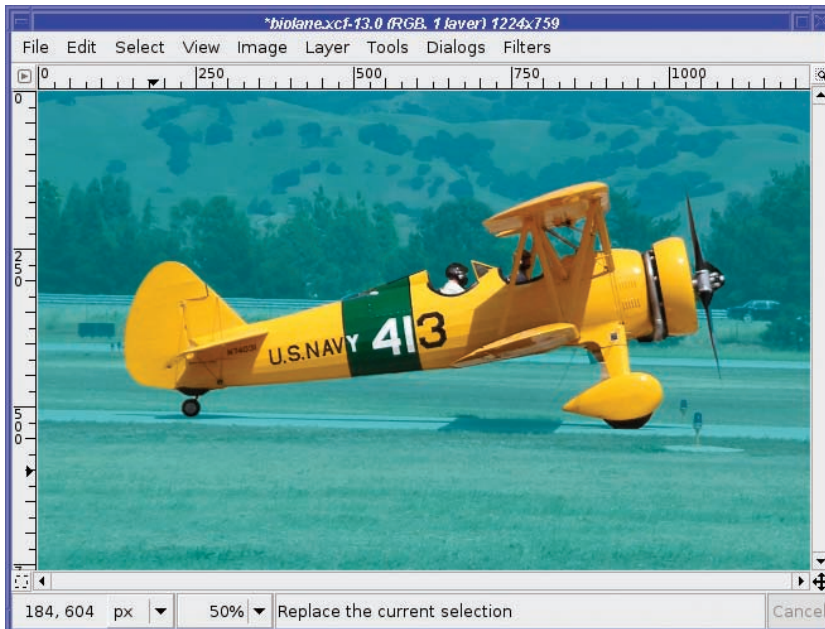 *biplane.xcf-13.0 (RGB, 1 layer) 1224x759
File Edit Select View Image Layer Tools Dialogs Filters
0 250 500 750 1000
0
250
500
N74031
U.S.NAVY 413
184, 604 px 50% Replace the current selection Cancel